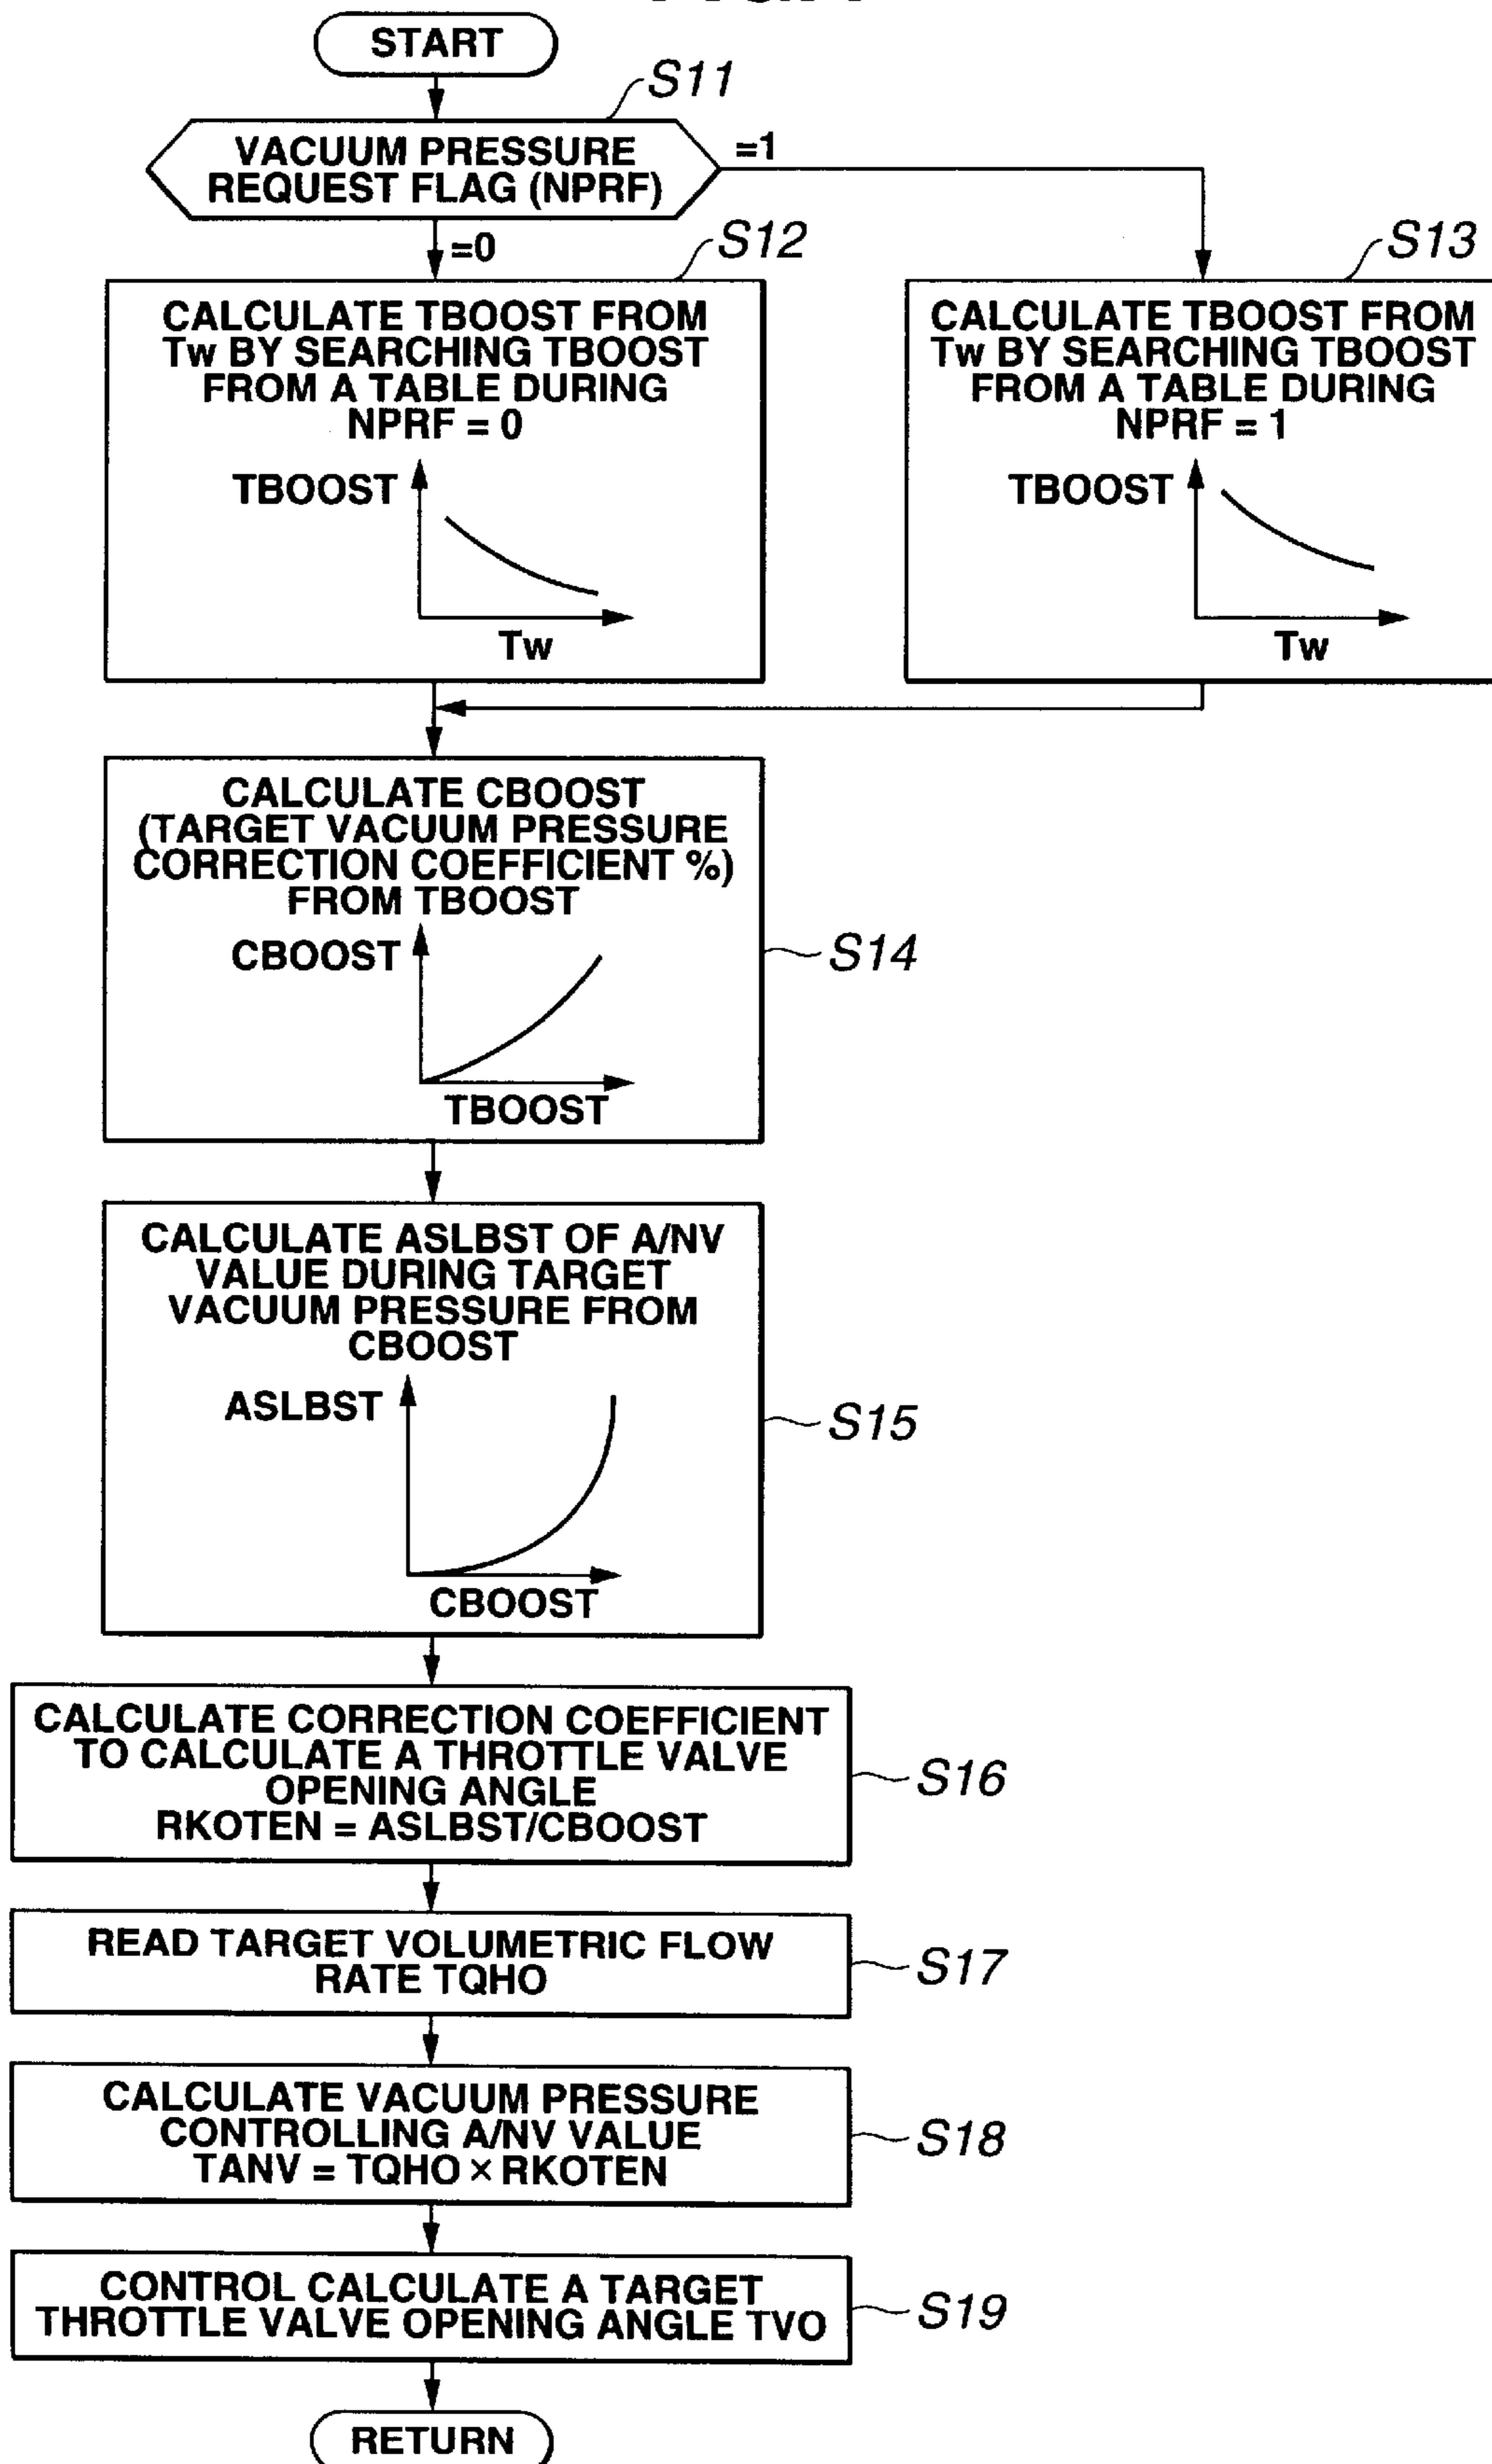 START
S11
VACUUM PRESSURE
REQUEST FLAG (NPRF)
=1
=0
S12
S13
CALCULATE TBOOST FROM
Tw BY SEARCHING TBOOST
FROM A TABLE DURING
NPRF = 0
TBOOST
Tw
CALCULATE TBOOST FROM
Tw BY SEARCHING TBOOST
FROM A TABLE DURING
NPRF = 1
TBOOST
Tw
CALCULATE CBOOST
(TARGET VACUUM PRESSURE
CORRECTION COEFFICIENT %)
FROM TBOOST
CBOOST
TBOOST
S14
CALCULATE ASLBST OF A/NV
VALUE DURING TARGET
VACUUM PRESSURE FROM
CBOOST
ASLBST
CBOOST
S15
CALCULATE CORRECTION COEFFICIENT
TO CALCULATE A THROTTLE VALVE
OPENING ANGLE
RKOTEN = ASLBST/CBOOST
S16
READ TARGET VOLUMETRIC FLOW
RATE TQHO
S17
CALCULATE VACUUM PRESSURE
CONTROLLING A/NV VALUE
TANV = TQHO × RKOTEN
S18
CONTROL CALCULATE A TARGET
THROTTLE VALVE OPENING ANGLE TVO
S19
RETURN